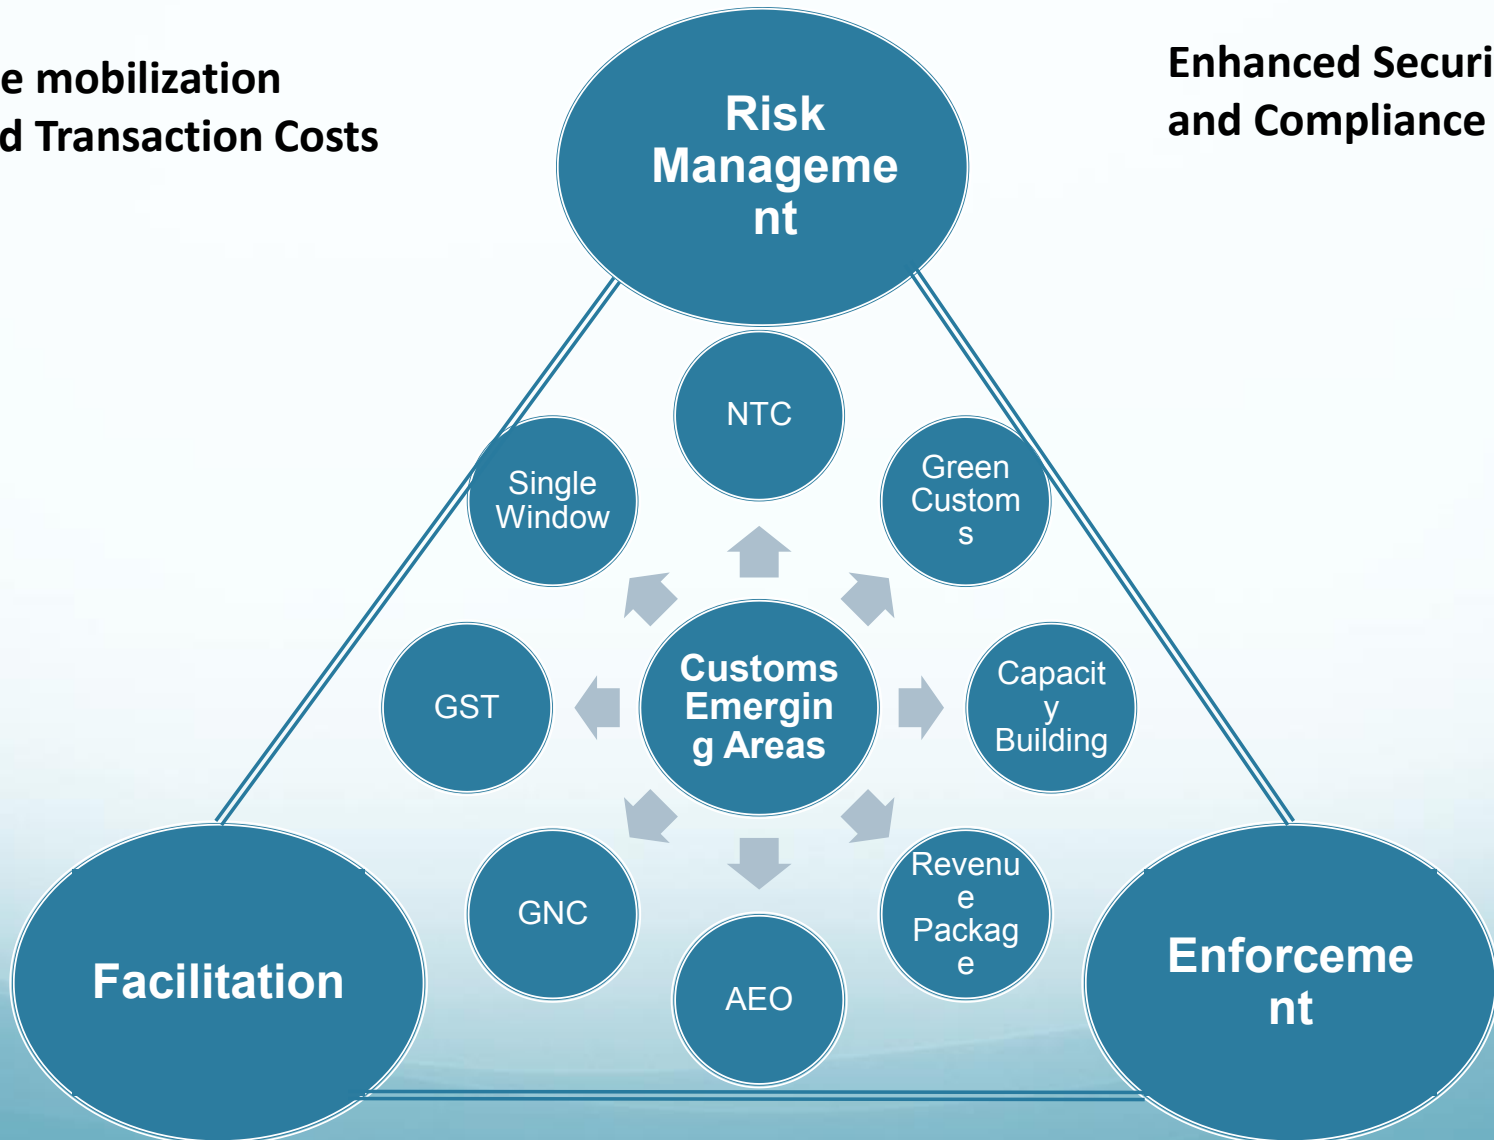 e mobilization
d Transaction Costs
Enhanced Securi
and Compliance
Risk
Manageme
nt
NTC
Single
Window
Green
Custom
s
GST
Customs
Emergin
g Areas
Capacit
y
Building
GNC
Revenu
e
Packag
e
AEO
Facilitation
Enforceme
nt